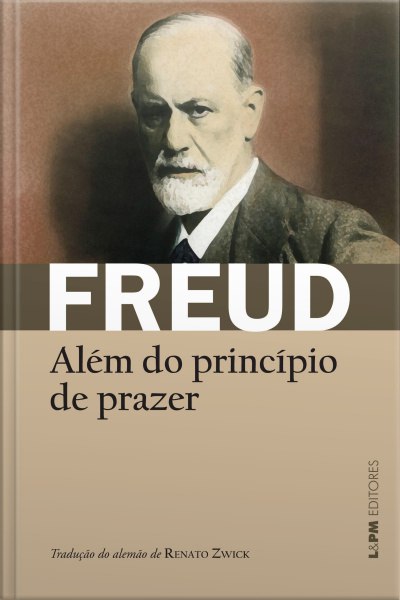 FREUD
Além do princípio
de prazer
L&PM EDITORES
Tradução do alemão de RENATO ZWICK